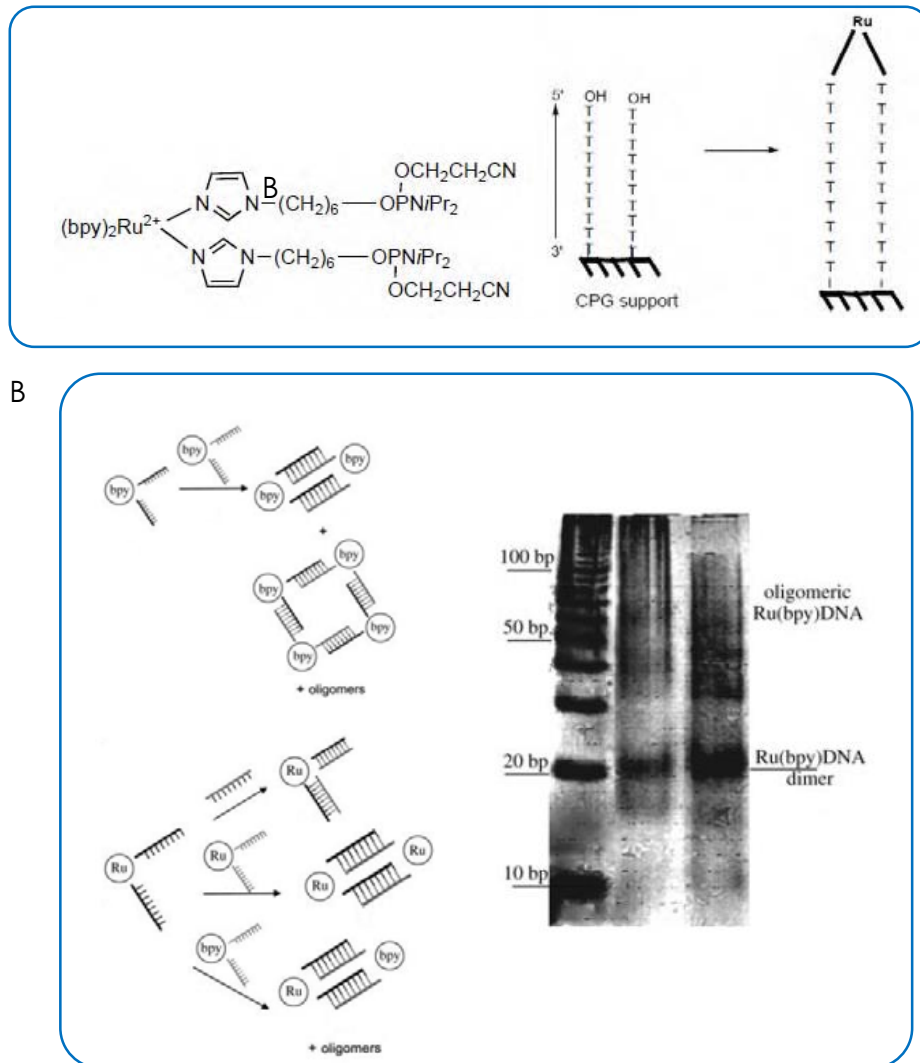 Ru
5' OH OH
T T
T T
T T
T T
T T
T T
T T
T T
T T
T T
3'
CPG support
B
(bpy)2Ru2+
N N (CH2)6 OPNiPr2
OCH2CH2CN
N N (CH2)6 OPNiPr2
OCH2CH2CN
B
bpy
bpy
bpy
bpy
+
bpy
bpy
bpy
bpy
+ oligomers
Ru
Ru
Ru
Ru
Ru
bpy
Ru
bpy
+ oligomers
100 bp
50 bp
20 bp
10 bp
oligomeric
Ru(bpy)DNA
Ru(bpy)DNA
dimer